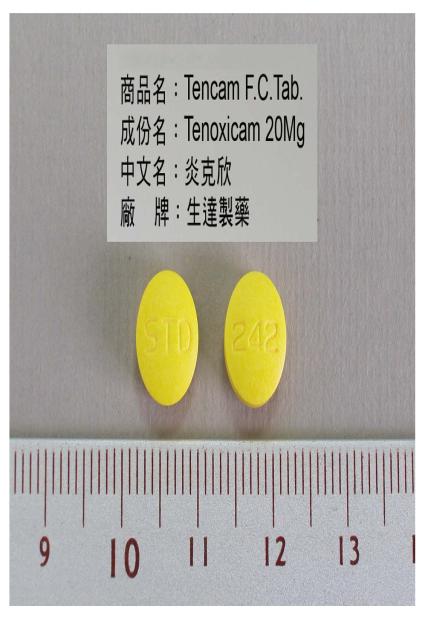 商品名：Tencam F.C.Tab.
成份名：Tenoxicam 20Mg
中文名：炎克欣
廠　牌：生達製藥
STD 242
9 10 11 12 13